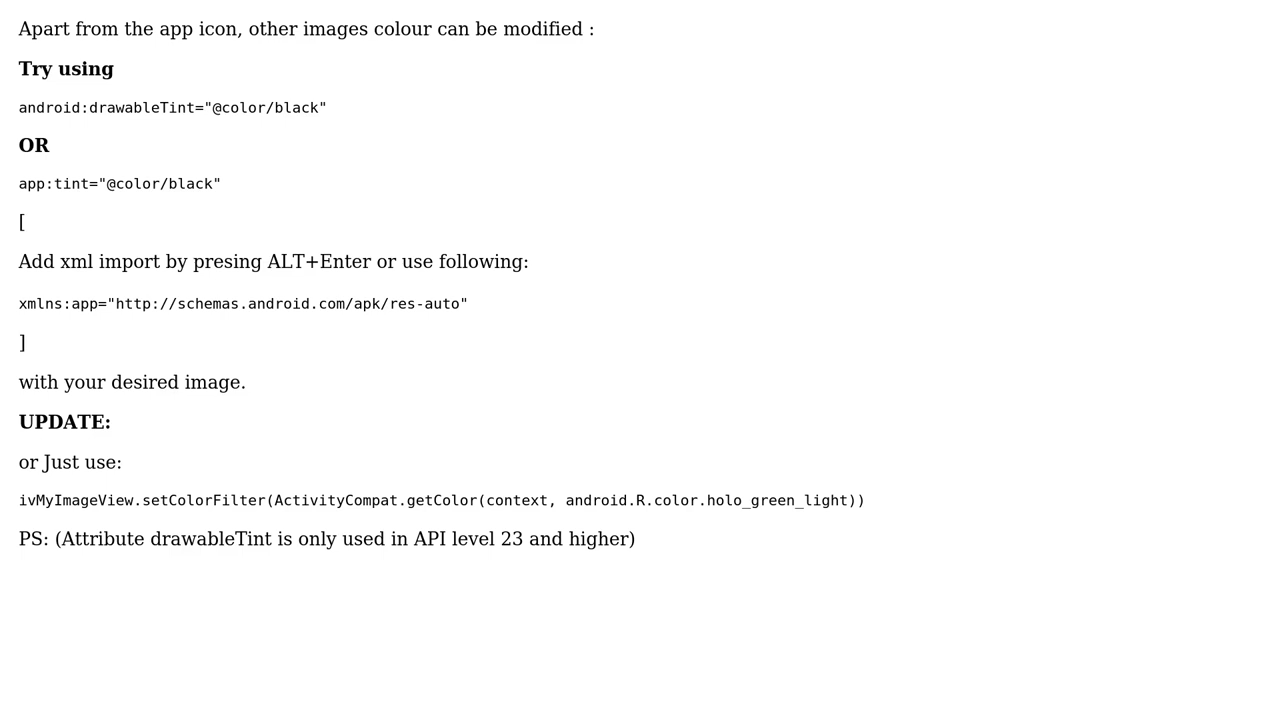 Apart from the app icon, other images colour can be modified :
Try using
android:drawableTint="@color/black"
OR
app:tint="@color/black"
[
Add xml import by presing ALT+Enter or use following:
xmlns:app="http://schemas.android.com/apk/res-auto"
]
with your desired image.
UPDATE:
or Just use:
ivMyImageView.setColorFilter(ActivityCompat.getColor(context, android.R.color.holo_green_light))
PS: (Attribute drawableTint is only used in API level 23 and higher)